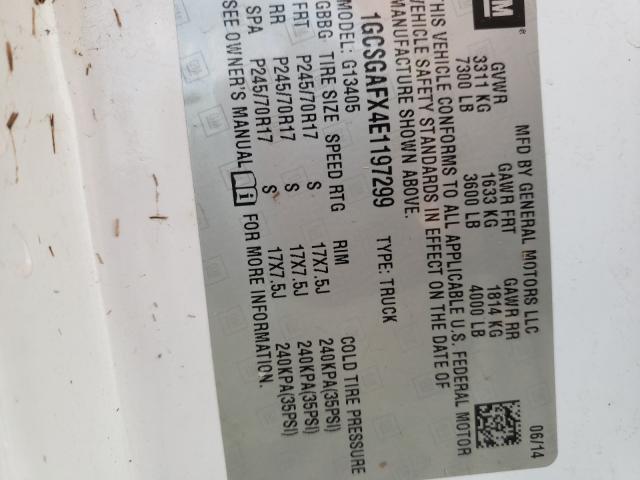 GM
MFD BY GENERAL MOTORS LLC 06/14
GVWR GAWR FRT GAWR RR
3311 KG 1633 KG 1814 KG
7300 LB 3600 LB 4000 LB
THIS VEHICLE CONFORMS TO ALL APPLICABLE U.S. FEDERAL MOTOR
VEHICLE SAFETY STANDARDS IN EFFECT ON THE DATE OF
MANUFACTURE SHOWN ABOVE.
1GCSGAFX4E1197299 TYPE: TRUCK
MODEL: G13405
GBBG TIRE SIZE SPEED RTG RIM COLD TIRE PRESSURE
FRT P245/70R17 S 17X7.5J 240KPA(35PSI)
RR P245/70R17 S 17X7.5J 240KPA(35PSI)
SPA P245/70R17 S 17X7.5J 240KPA(35PSI)
SEE OWNER'S MANUAL FOR MORE INFORMATION.